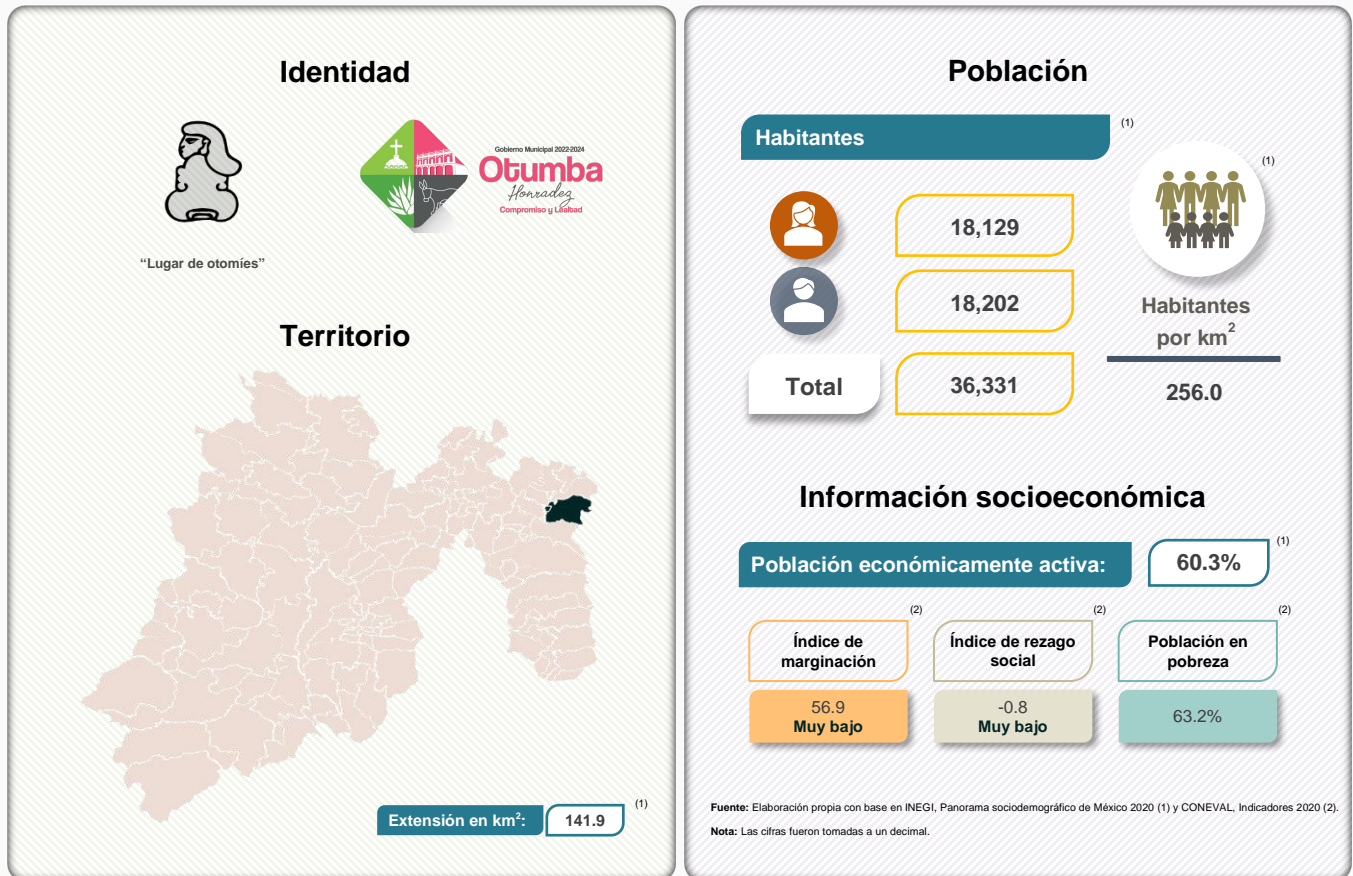 Identidad
Gobierno Municipal 2022-2024
Otumba
Honradez
Compromiso y Lealtad
“Lugar de otomíes”
Territorio
Extensión en km²:
141.9
(1)
Población
Habitantes
(1)
(1)
18,129
18,202
Total
36,331
Habitantes
por km²
256.0
Información socioeconómica
Población económicamente activa:
60.3%
(1)
(2)
(2)
(2)
Índice de
marginación
Índice de rezago
social
Población en
pobreza
56.9
Muy bajo
-0.8
Muy bajo
63.2%
Fuente: Elaboración propia con base en INEGI, Panorama sociodemográfico de México 2020 (1) y CONEVAL, Indicadores 2020 (2).
Nota: Las cifras fueron tomadas a un decimal.